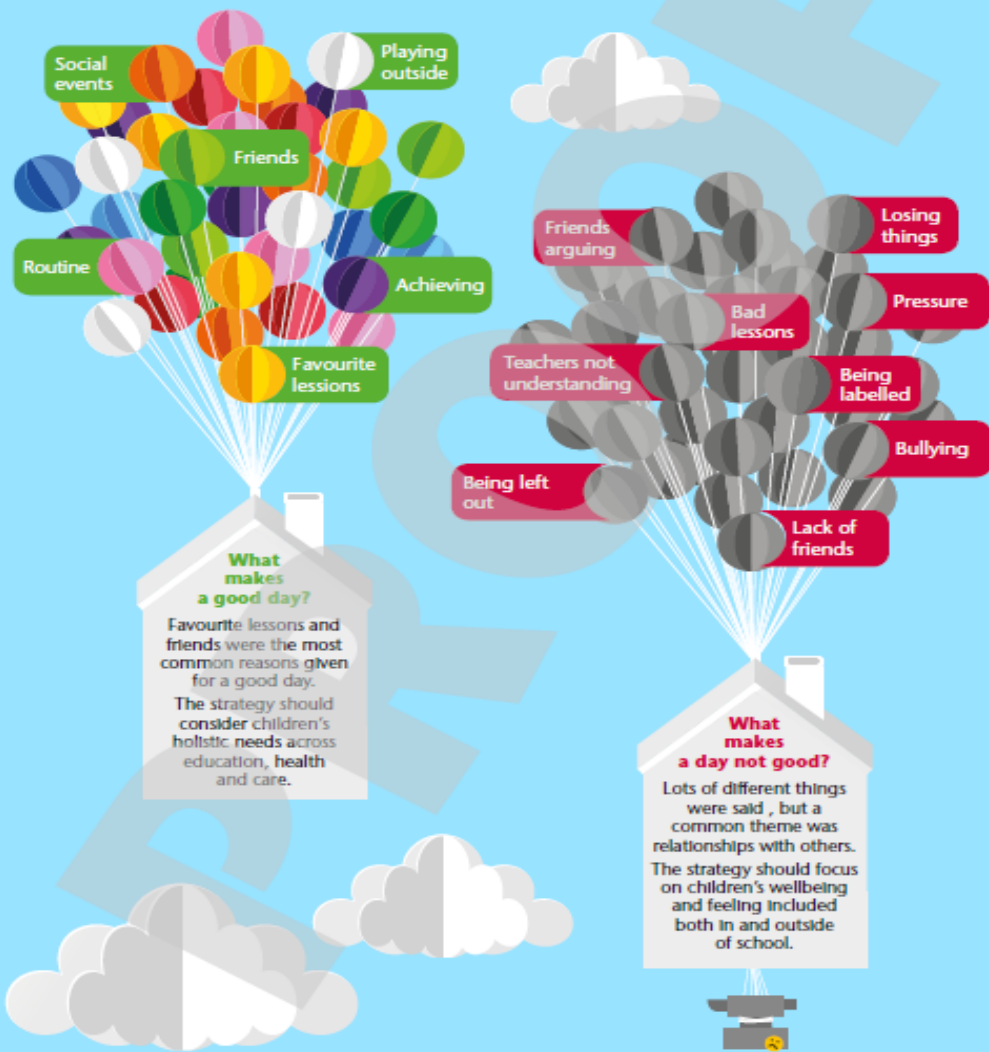 Social
events
Playing
outside
Friends
Routine
Achieving
Favourite
lessions
What
makes
a good day?
Favourite lessons and
friends were the most
common reasons given
for a good day.
The strategy should
consider children's
holistic needs across
education, health
and care.
Friends
arguing
Losing
things
Pressure
Bad
lessons
Teachers not
understanding
Being
labelled
Bullying
Being left
out
Lack of
friends
What
makes
a day not good?
Lots of different things
were said , but a
common theme was
relationships with others.
The strategy should focus
on children's wellbeing
and feeling included
both in and outside
of school.